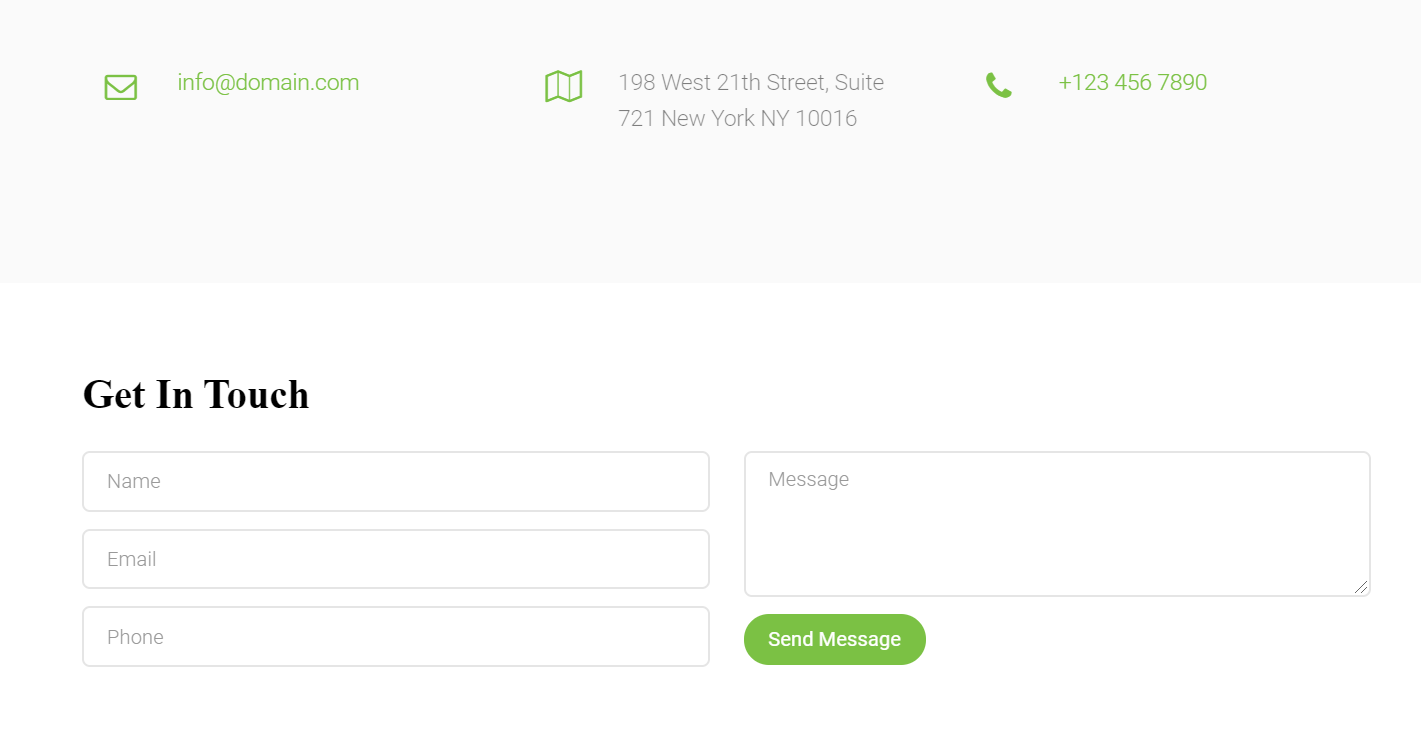 info@domain.com
198 West 21th Street, Suite
721 New York NY 10016
+123 456 7890
Get In Touch
Name
Email
Phone
Message
Send Message